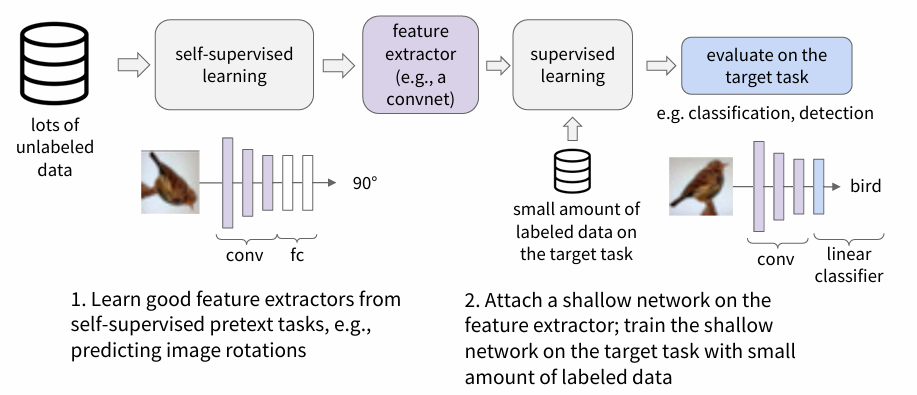 lots of
unlabeled
data
self-supervised
learning
feature
extractor
(e.g., a
convnet)
supervised
learning
evaluate on the
target task
e.g. classification, detection
90°
conv
fc
small amount of
labeled data on
the target task
bird
conv
linear
classifier
1. Learn good feature extractors from
self-supervised pretext tasks, e.g.,
predicting image rotations
2. Attach a shallow network on the
feature extractor; train the shallow
network on the target task with small
amount of labeled data